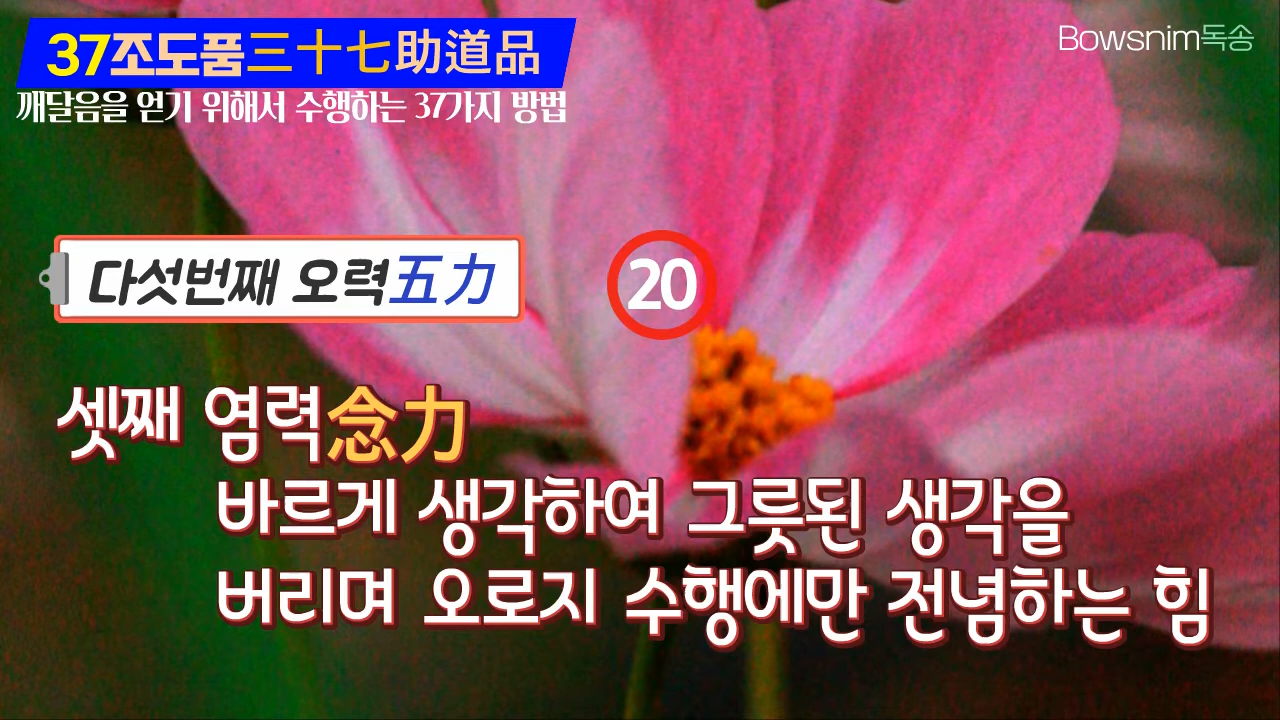 37조도품三十七助道品
Bowsnim독송
깨달음을 얻기 위해서 수행하는 37가지 방법
다섯번째 오력五力
20
셋째 염력念力
바르게 생각하여 그릇된 생각을
버리며 오로지 수행에만 전념하는 힘